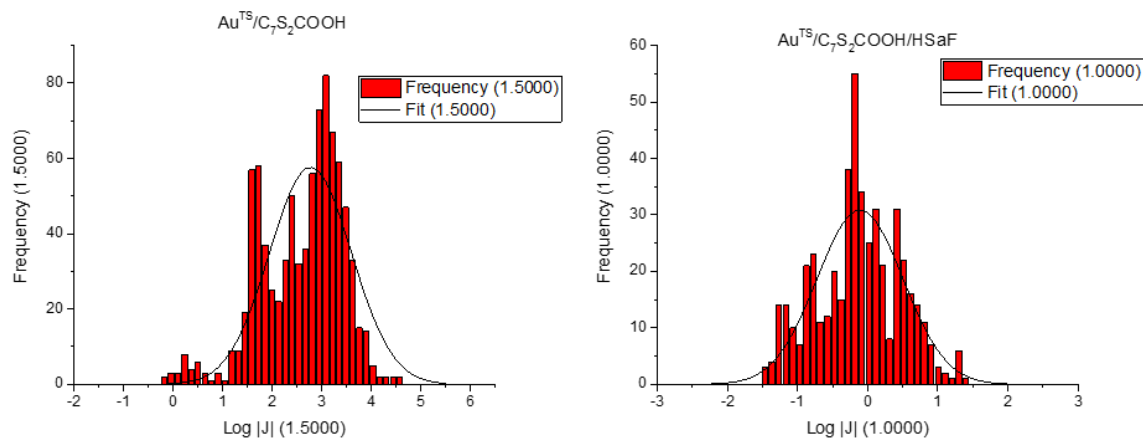 Au^TS/C₇S₂COOH
80
60
40
20
0
Frequency (1.5000)
Frequency (1.5000)
Fit (1.5000)
-2 -1 0 1 2 3 4 5 6
Log |J| (1.5000)
Au^TS/C₇S₂COOH/HSaF
60
50
40
30
20
10
0
Frequency (1.0000)
Frequency (1.0000)
Fit (1.0000)
-3 -2 -1 0 1 2 3
Log |J| (1.0000)